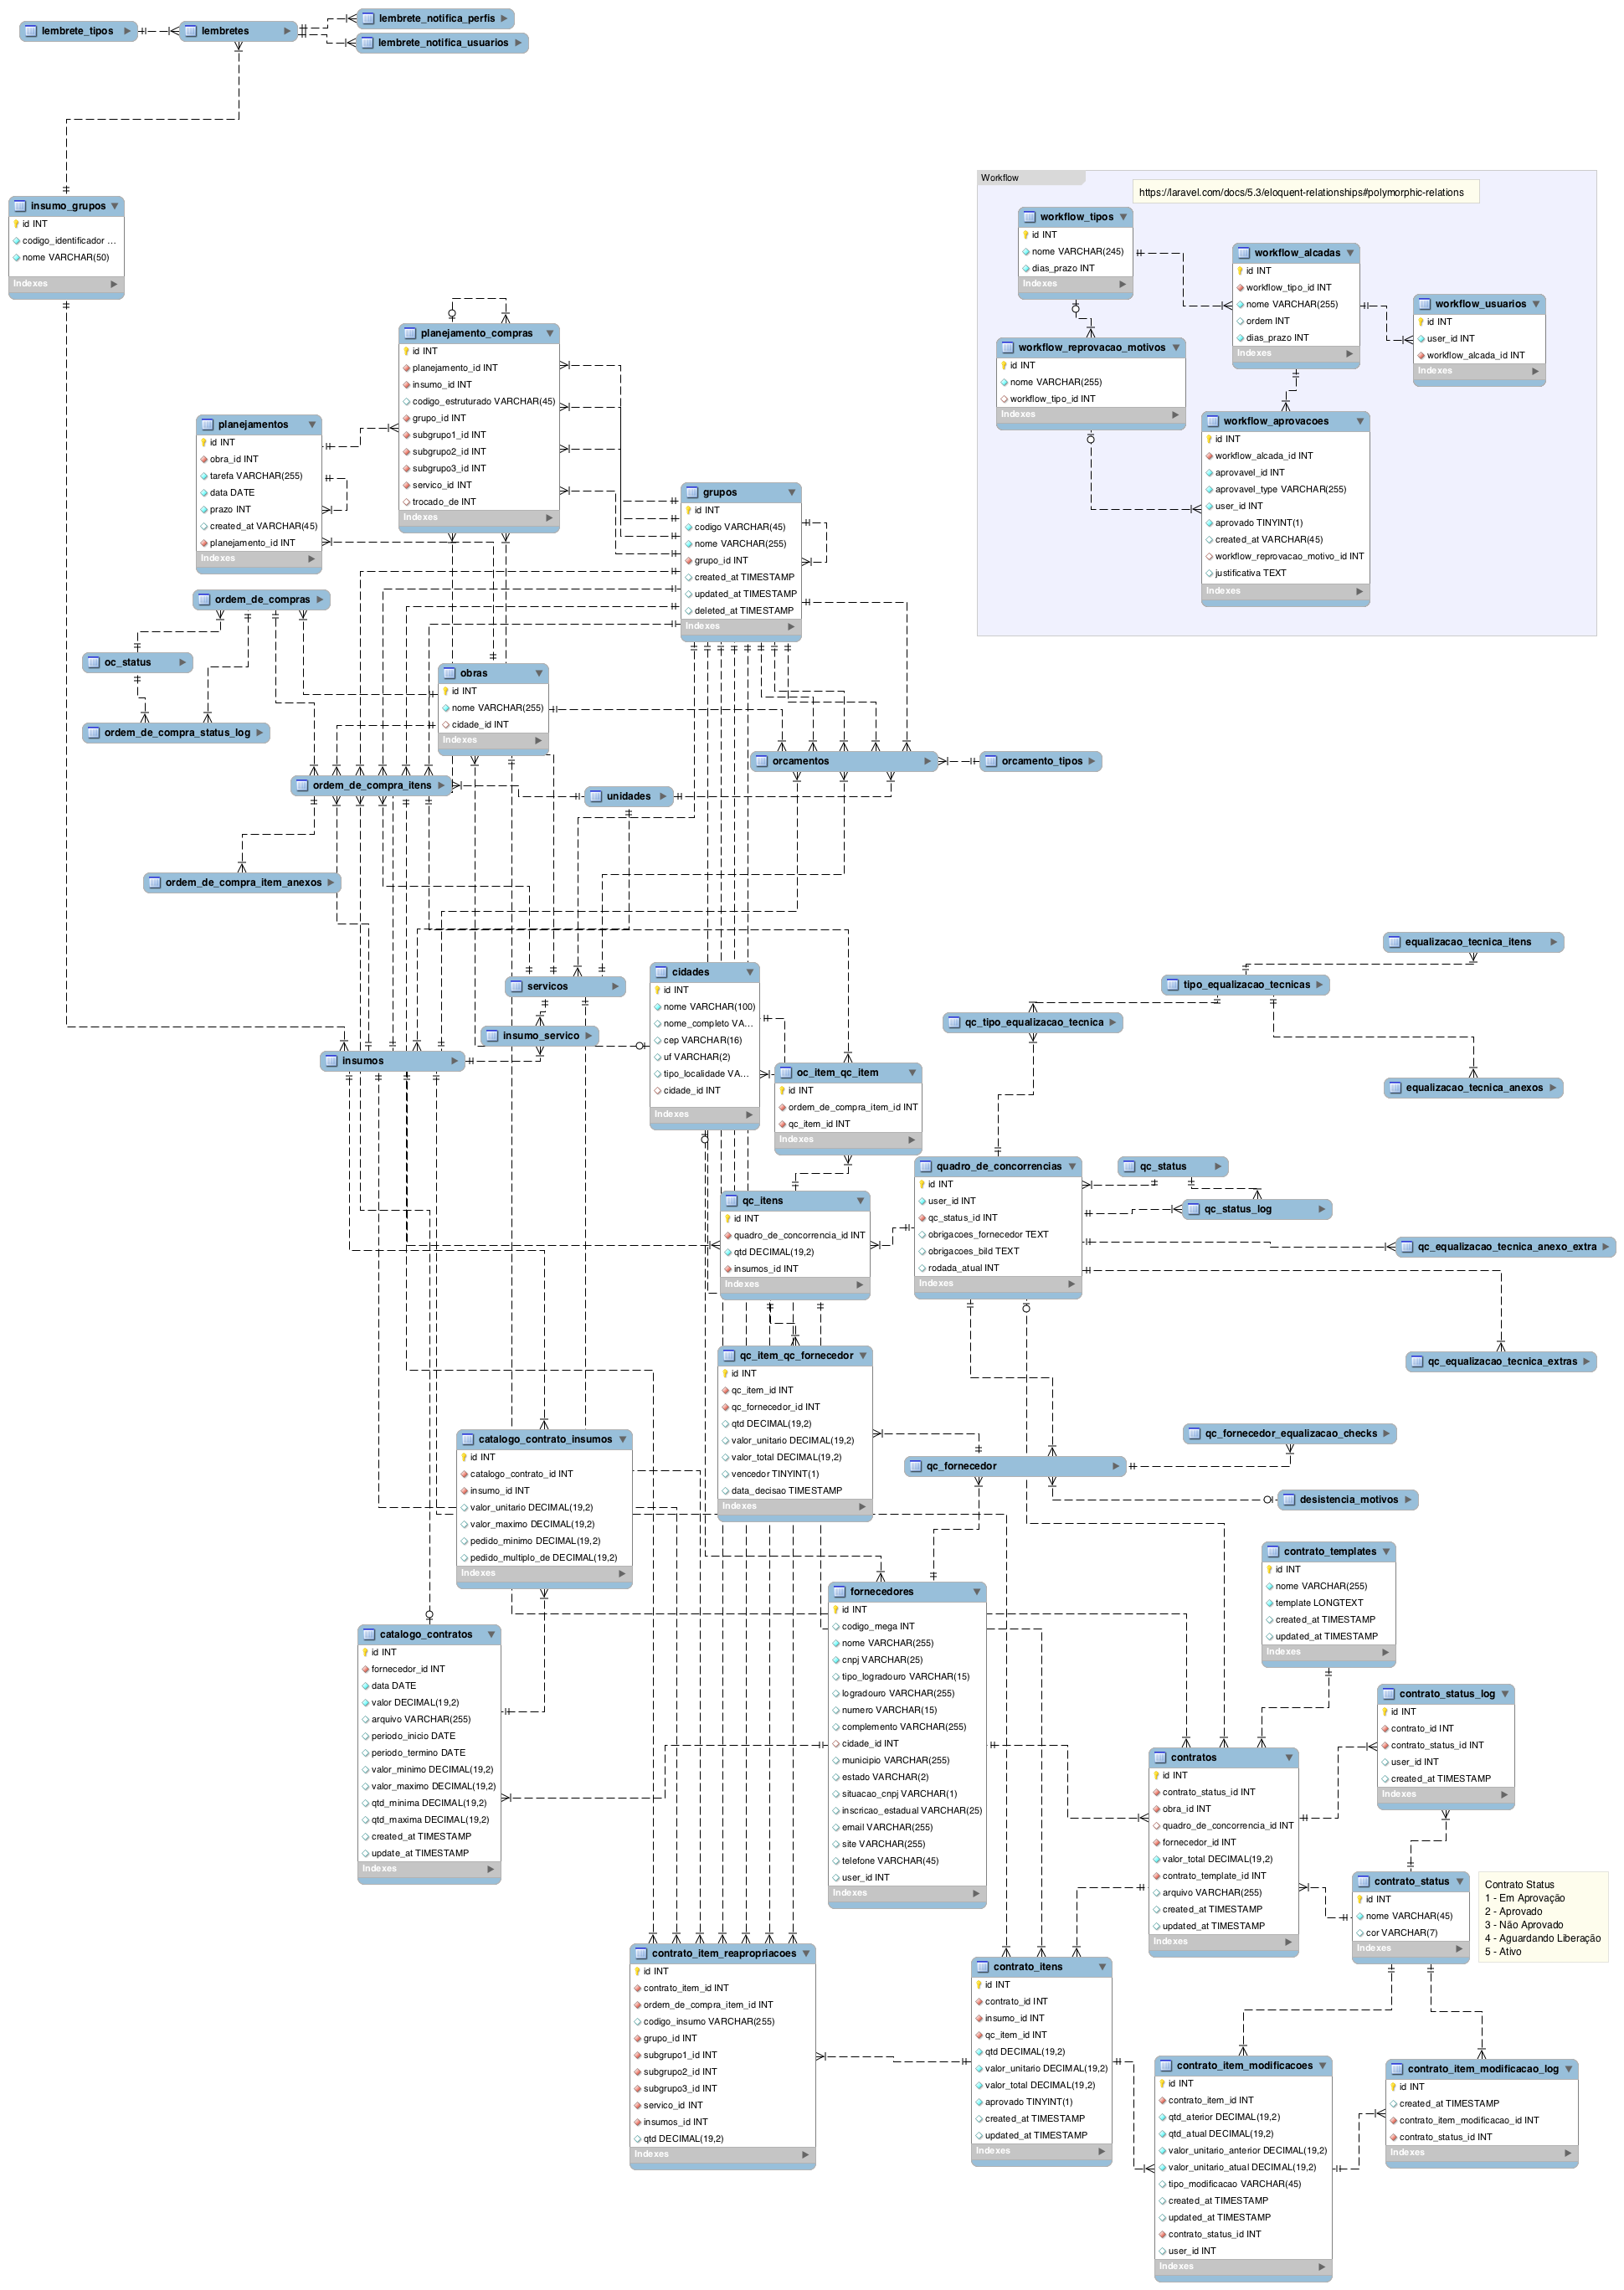 lembrete_tipos
lembretes
lembrete_notifica_perfis
lembrete_notifica_usuarios
insumo_grupos
id INT
codigo_identificador ...
nome VARCHAR(50)
Indexes
Workflow
https://laravel.com/docs/5.3/eloquent-relationships#polymorphic-relations
workflow_tipos
id INT
nome VARCHAR(245)
dias_prazo INT
Indexes
workflow_alcadas
id INT
workflow_tipo_id INT
nome VARCHAR(255)
ordem INT
dias_prazo INT
Indexes
workflow_usuarios
id INT
user_id INT
workflow_alcada_id INT
Indexes
workflow_reprovacao_motivos
id INT
nome VARCHAR(255)
workflow_tipo_id INT
Indexes
workflow_aprovacoes
id INT
workflow_alcada_id INT
aprovavel_id INT
aprovavel_type VARCHAR(255)
user_id INT
aprovado TINYINT(1)
created_at VARCHAR(45)
workflow_reprovacao_motivo_id INT
justificativa TEXT
Indexes
planejamento_compras
id INT
planejamento_id INT
insumo_id INT
codigo_estruturado VARCHAR(45)
grupo_id INT
subgrupo1_id INT
subgrupo2_id INT
subgrupo3_id INT
servico_id INT
trocado_de INT
Indexes
planejamentos
id INT
obra_id INT
tarefa VARCHAR(255)
data DATE
prazo INT
created_at VARCHAR(45)
planejamento_id INT
Indexes
grupos
id INT
codigo VARCHAR(45)
nome VARCHAR(255)
grupo_id INT
created_at TIMESTAMP
updated_at TIMESTAMP
deleted_at TIMESTAMP
Indexes
ordem_de_compras
oc_status
ordem_de_compra_status_log
obras
id INT
nome VARCHAR(255)
cidade_id INT
Indexes
orcamentos
orcamento_tipos
ordem_de_compra_itens
unidades
ordem_de_compra_item_anexos
servicos
insumo_servico
insumos
cidades
id INT
nome VARCHAR(100)
nome_completo VA...
cep VARCHAR(16)
uf VARCHAR(2)
tipo_localidade VA...
cidade_id INT
Indexes
oc_item_qc_item
id INT
ordem_de_compra_item_id INT
qc_item_id INT
Indexes
equalizacao_tecnica_itens
tipo_equalizacao_tecnicas
qc_tipo_equalizacao_tecnica
equalizacao_tecnica_anexos
quadro_de_concorrencias
id INT
user_id INT
qc_status_id INT
obrigacoes_fornecedor TEXT
obrigacoes_bild TEXT
rodada_atual INT
Indexes
qc_status
qc_status_log
qc_equalizacao_tecnica_anexo_extra
qc_equalizacao_tecnica_extras
qc_itens
id INT
quadro_de_concorrencia_id INT
qtd DECIMAL(19,2)
insumos_id INT
Indexes
qc_item_qc_fornecedor
id INT
qc_item_id INT
qc_fornecedor_id INT
qtd DECIMAL(19,2)
valor_unitario DECIMAL(19,2)
valor_total DECIMAL(19,2)
vencedor TINYINT(1)
data_decisao TIMESTAMP
Indexes
qc_fornecedor_equalizacao_checks
qc_fornecedor
desistencia_motivos
catalogo_contrato_insumos
id INT
catalogo_contrato_id INT
insumo_id INT
valor_unitario DECIMAL(19,2)
valor_maximo DECIMAL(19,2)
pedido_minimo DECIMAL(19,2)
pedido_multiplo_de DECIMAL(19,2)
Indexes
contrato_templates
id INT
nome VARCHAR(255)
template LONGTEXT
created_at TIMESTAMP
updated_at TIMESTAMP
Indexes
fornecedores
id INT
codigo_mega INT
nome VARCHAR(255)
cnpj VARCHAR(25)
tipo_logradouro VARCHAR(15)
logradouro VARCHAR(255)
numero VARCHAR(15)
complemento VARCHAR(255)
cidade_id INT
municipio VARCHAR(255)
estado VARCHAR(2)
situacao_cnpj VARCHAR(1)
inscricao_estadual VARCHAR(25)
email VARCHAR(255)
site VARCHAR(255)
telefone VARCHAR(45)
user_id INT
Indexes
catalogo_contratos
id INT
fornecedor_id INT
data DATE
valor DECIMAL(19,2)
arquivo VARCHAR(255)
periodo_inicio DATE
periodo_termino DATE
valor_minimo DECIMAL(19,2)
valor_maximo DECIMAL(19,2)
qtd_minima DECIMAL(19,2)
qtd_maxima DECIMAL(19,2)
created_at TIMESTAMP
update_at TIMESTAMP
Indexes
contrato_status_log
id INT
contrato_id INT
contrato_status_id INT
user_id INT
created_at TIMESTAMP
Indexes
contratos
id INT
contrato_status_id INT
obra_id INT
quadro_de_concorrencia_id INT
fornecedor_id INT
valor_total DECIMAL(19,2)
contrato_template_id INT
arquivo VARCHAR(255)
created_at TIMESTAMP
updated_at TIMESTAMP
Indexes
contrato_status
id INT
nome VARCHAR(45)
cor VARCHAR(7)
Indexes
Contrato Status
1 - Em Aprovação
2 - Aprovado
3 - Não Aprovado
4 - Aguardando Liberação
5 - Ativo
contrato_item_reapropriacoes
id INT
contrato_item_id INT
ordem_de_compra_item_id INT
codigo_insumo VARCHAR(255)
grupo_id INT
subgrupo1_id INT
subgrupo2_id INT
subgrupo3_id INT
servico_id INT
insumos_id INT
qtd DECIMAL(19,2)
Indexes
contrato_itens
id INT
contrato_id INT
insumo_id INT
qc_item_id INT
qtd DECIMAL(19,2)
valor_unitario DECIMAL(19,2)
valor_total DECIMAL(19,2)
aprovado TINYINT(1)
created_at TIMESTAMP
updated_at TIMESTAMP
Indexes
contrato_item_modificacoes
id INT
contrato_item_id INT
qtd_aterior DECIMAL(19,2)
qtd_atual DECIMAL(19,2)
valor_unitario_anterior DECIMAL(19,2)
valor_unitario_atual DECIMAL(19,2)
tipo_modificacao VARCHAR(45)
created_at TIMESTAMP
updated_at TIMESTAMP
contrato_status_id INT
user_id INT
Indexes
contrato_item_modificacao_log
id INT
created_at TIMESTAMP
contrato_item_modificacao_id INT
contrato_status_id INT
Indexes